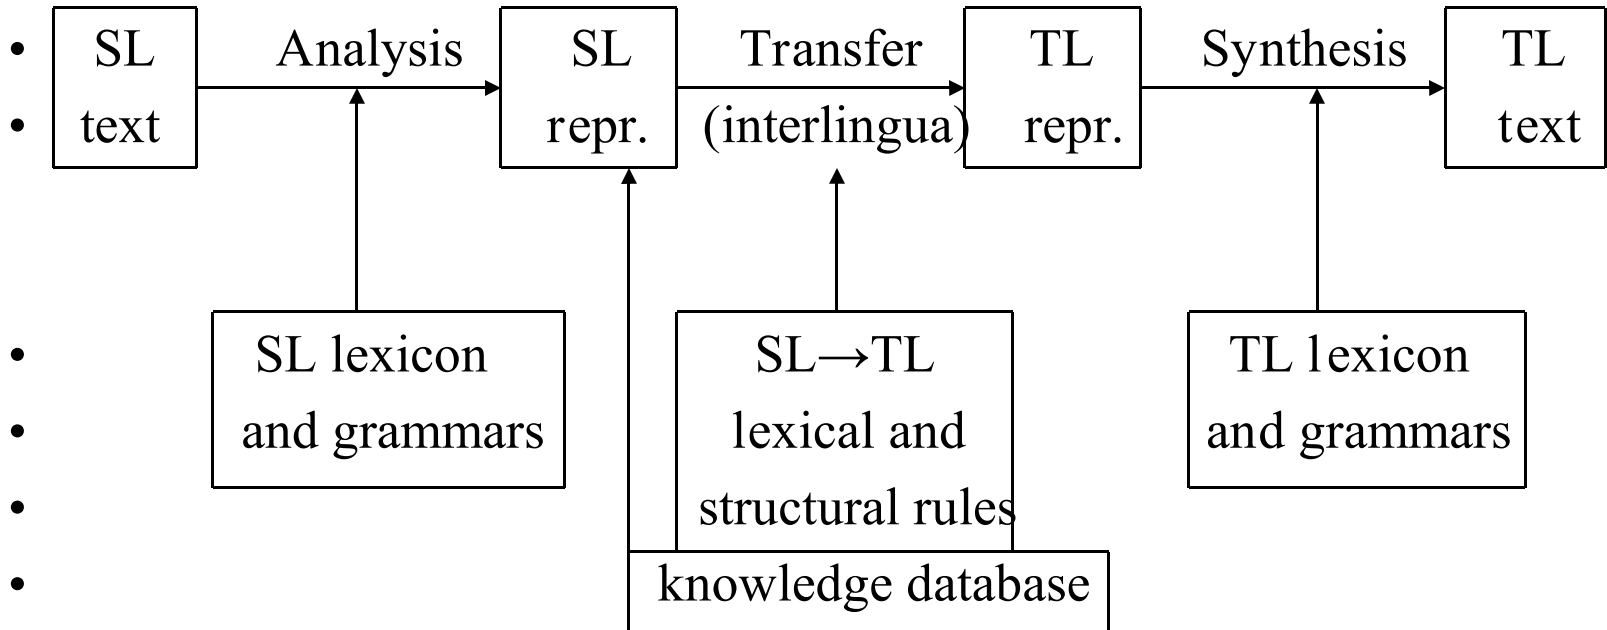 • SL Analysis SL Transfer TL Synthesis TL
• text repr. (interlingua) repr. text
• SL lexicon SL→TL TL lexicon
• and grammars lexical and and grammars
• structural rules
• knowledge database